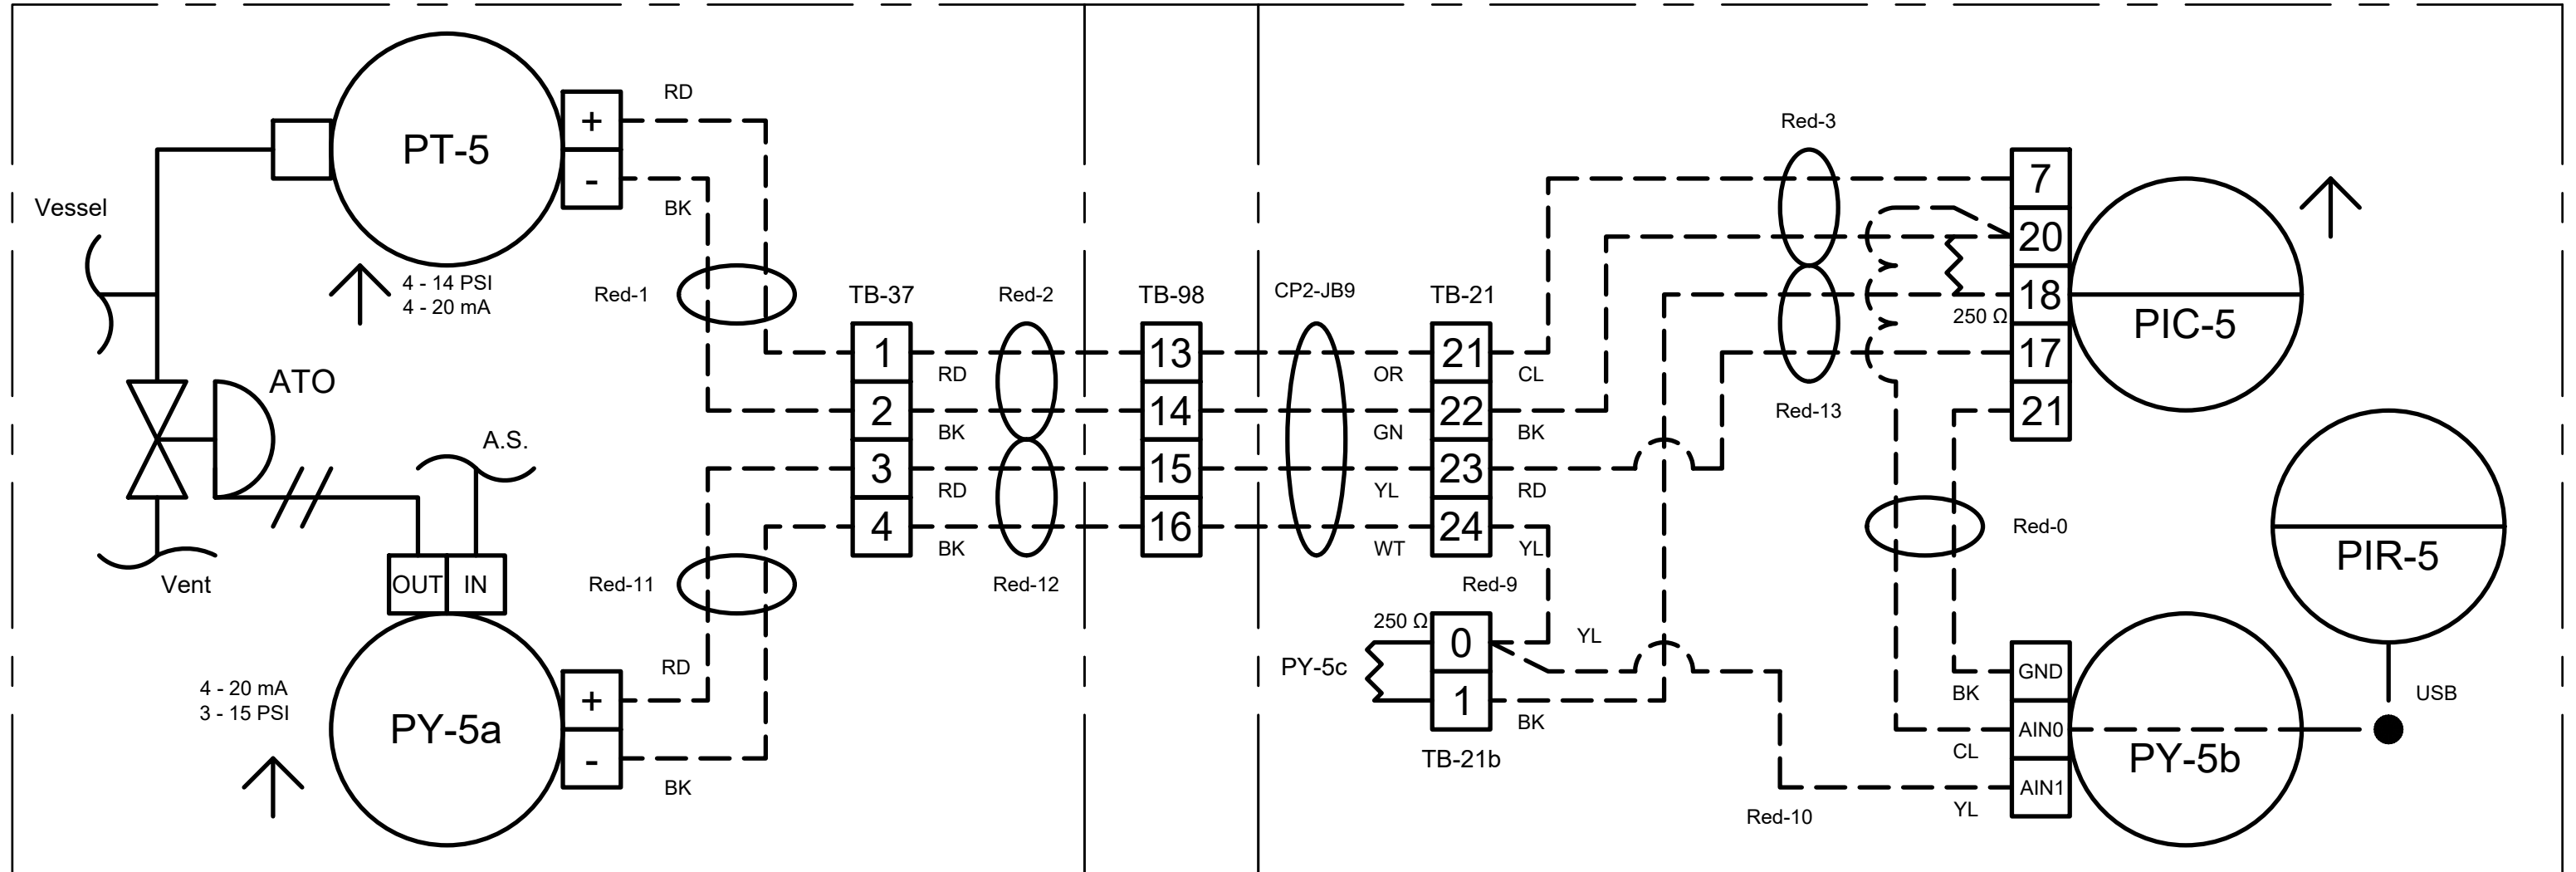 PT-5
+
-
RD
BK
Vessel
4 - 14 PSI
4 - 20 mA
Red-1
ATO
A.S.
Vent
OUT
IN
Red-11
4 - 20 mA
3 - 15 PSI
PY-5a
+
-
RD
BK
TB-37
1
2
3
4
RD
BK
RD
BK
Red-2
Red-12
TB-98
13
14
15
16
CP2-JB9
OR
GN
YL
WT
TB-21
21
22
23
24
CL
BK
RD
YL
Red-9
250 Ω
PY-5c
0
1
YL
BK
TB-21b
Red-3
Red-13
7
20
18
17
21
250 Ω
PIC-5
Red-0
PIR-5
USB
GND
AIN0
AIN1
BK
CL
YL
PY-5b
Red-10